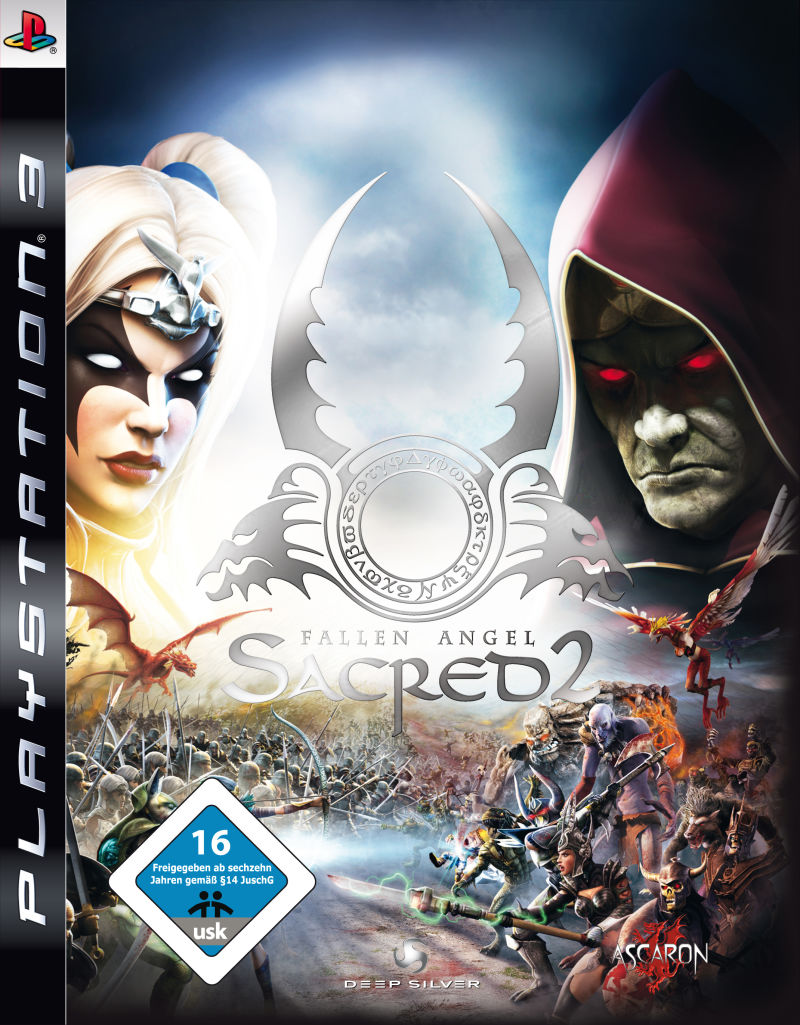 PLAYSTATION® 3
FALLEN ANGEL
SACRED 2
16
Freigegeben ab sechzehn
Jahren gemäß §14 JuschG
usk
DEEP SILVER
ASCARON